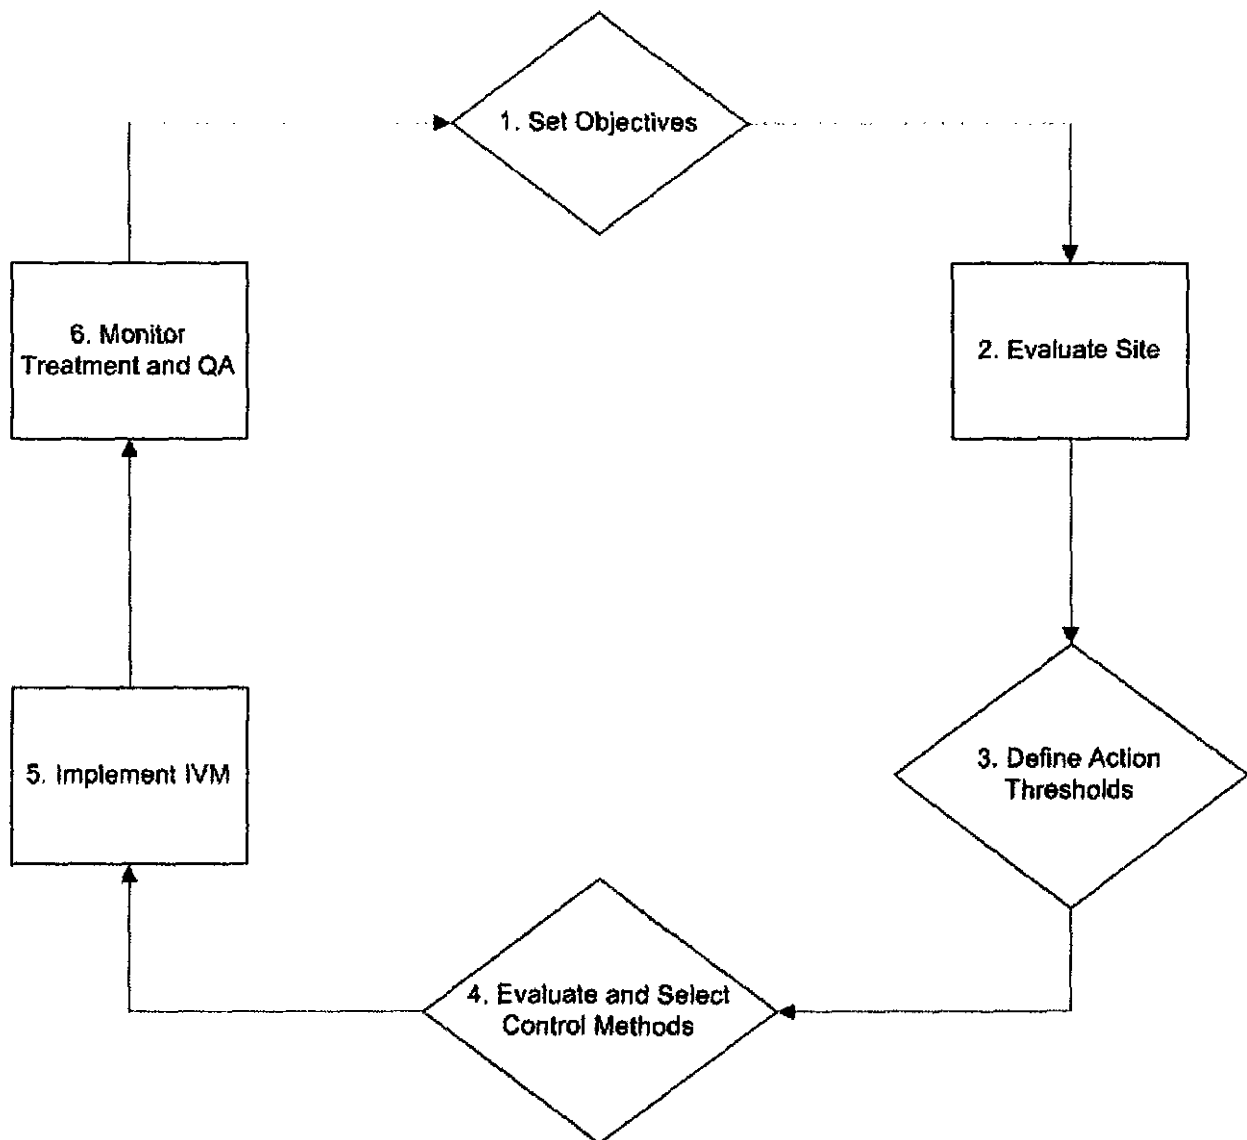 1. Set Objectives
2. Evaluate Site
3. Define Action
Thresholds
4. Evaluate and Select
Control Methods
5. Implement IVM
6. Monitor
Treatment and QA